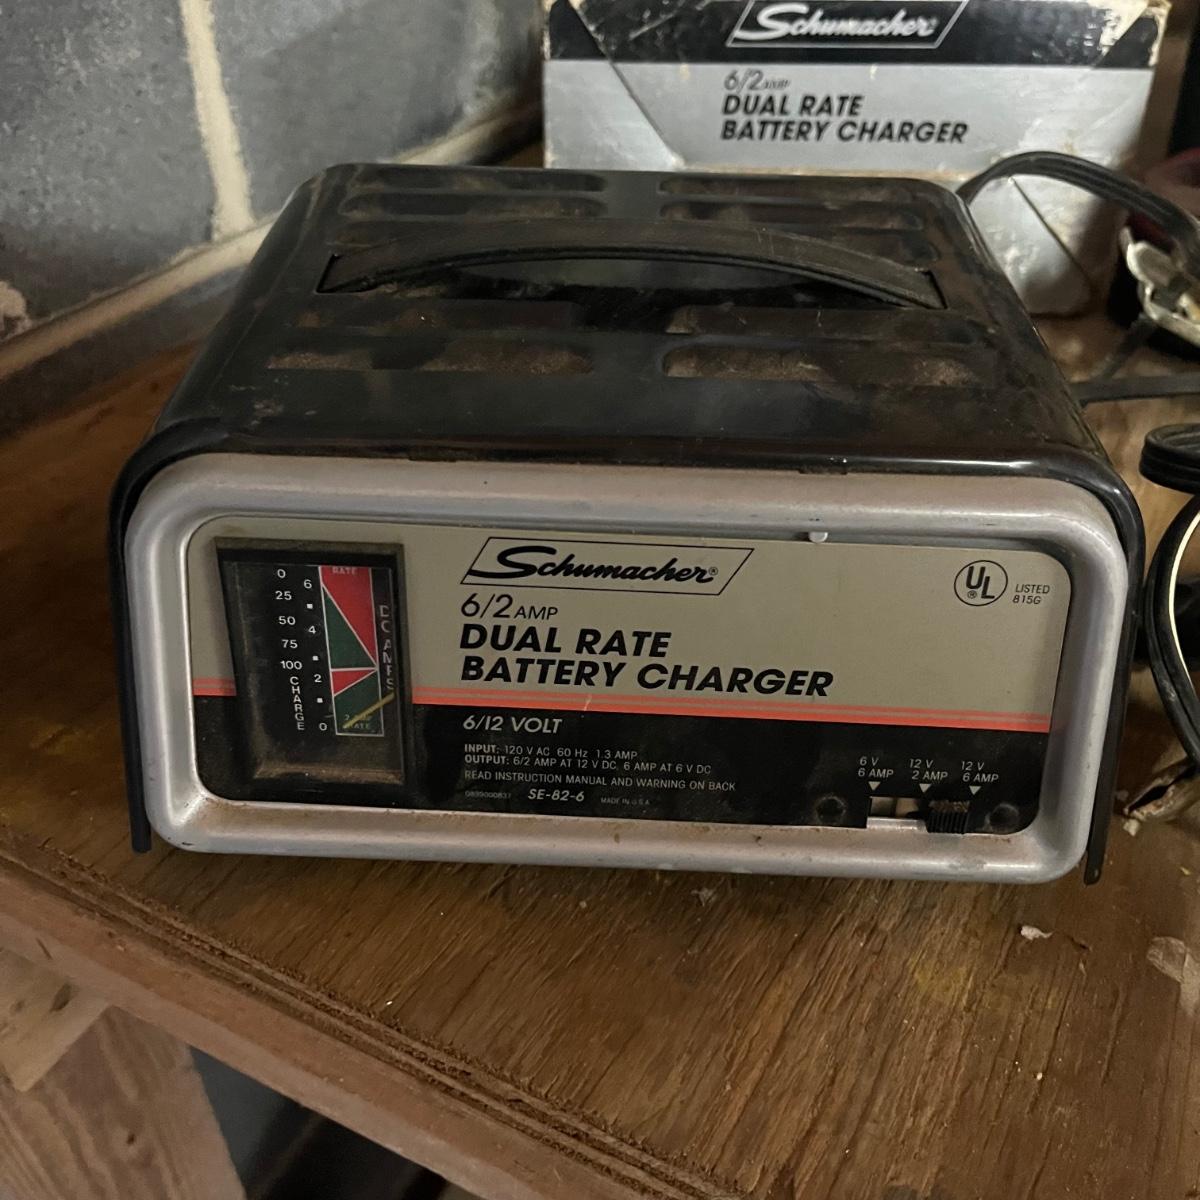 Schumacher®
6/2 AMP
DUAL RATE
BATTERY CHARGER
Schumacher®
6/2 AMP
DUAL RATE
BATTERY CHARGER
6/12 VOLT
INPUT: 120 V AC 60 Hz 1.3 AMP
OUTPUT: 6/2 AMP AT 12 V DC, 6 AMP AT 6 V DC
READ INSTRUCTION MANUAL AND WARNING ON BACK
SE-82-6 MADE IN U.S.A.
0
25
50
75
100
CHARGE
6
4
2
0
RATE
DC AMPS
RATE
UL®
LISTED
815G
6 V
6 AMP
12 V
2 AMP
12 V
6 AMP